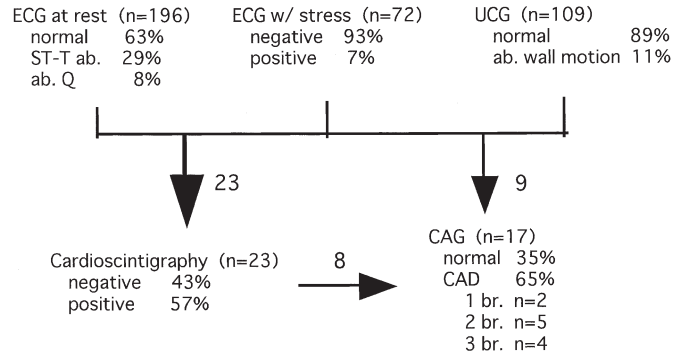 ECG at rest (n=196)
normal 63%
ST-T ab. 29%
ab. Q 8%
ECG w/ stress (n=72)
negative 93%
positive 7%
UCG (n=109)
normal 89%
ab. wall motion 11%
23
9
Cardioscintigraphy (n=23)
negative 43%
positive 57%
8
CAG (n=17)
normal 35%
CAD 65%
1 br. n=2
2 br. n=5
3 br. n=4